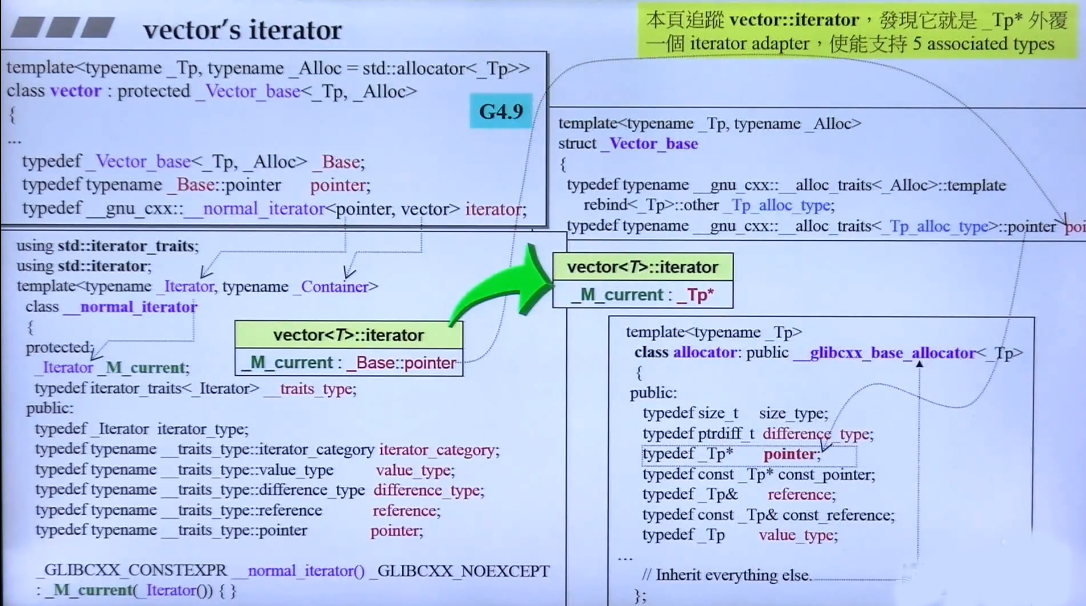 vector's iterator
本頁追蹤 vector::iterator，發現它就是 _Tp* 外覆
一個 iterator adapter，使能支持 5 associated types
template<typename _Tp, typename _Alloc = std::allocator<_Tp>>
class vector : protected _Vector_base<_Tp, _Alloc>
{
G4.9
...
typedef _Vector_base<_Tp, _Alloc> _Base;
typedef typename _Base::pointer pointer;
typedef __gnu_cxx::__normal_iterator<pointer, vector> iterator;
template<typename _Tp, typename _Alloc>
struct _Vector_base
{
typedef typename __gnu_cxx::__alloc_traits<_Alloc>::template
rebind<_Tp>::other _Tp_alloc_type;
typedef typename __gnu_cxx::__alloc_traits<_Tp_alloc_type>::pointer poi
using std::iterator_traits;
using std::iterator;
template<typename _Iterator, typename _Container>
class __normal_iterator
{
protected:
_Iterator _M_current;
typedef iterator_traits<_Iterator> __traits_type;
public:
typedef _Iterator iterator_type;
typedef typename __traits_type::iterator_category iterator_category;
typedef typename __traits_type::value_type value_type;
typedef typename __traits_type::difference_type difference_type;
typedef typename __traits_type::reference reference;
typedef typename __traits_type::pointer pointer;
_GLIBCXX_CONSTEXPR __normal_iterator() _GLIBCXX_NOEXCEPT
: _M_current(_Iterator()) { }
vector<T>::iterator
_M_current : _Base::pointer
vector<T>::iterator
_M_current : _Tp*
template<typename _Tp>
class allocator: public __glibcxx_base_allocator<_Tp>
{
public:
typedef size_t size_type;
typedef ptrdiff_t difference_type;
typedef _Tp* pointer;
typedef const _Tp* const_pointer;
typedef _Tp& reference;
typedef const _Tp& const_reference;
typedef _Tp value_type;
...
// Inherit everything else.
};